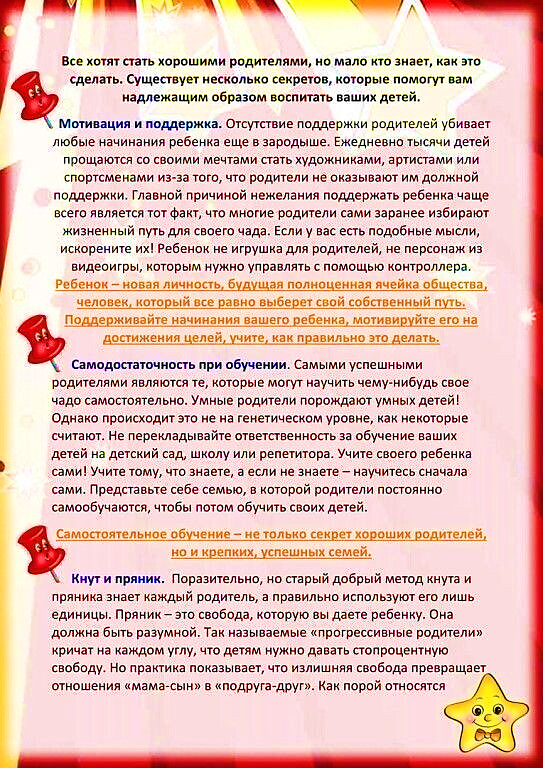 Все хотят стать хорошими родителями, но мало кто знает, как это
сделать. Существует несколько секретов, которые помогут вам
надлежащим образом воспитать ваших детей.
Мотивация и поддержка. Отсутствие поддержки родителей убивает
любые начинания ребенка еще в зародыше. Ежедневно тысячи детей
прощаются со своими мечтами стать художниками, артистами или
спортсменами из-за того, что родители не оказывают им должной
поддержки. Главной причиной нежелания поддержать ребенка чаще
всего является тот факт, что многие родители сами заранее избирают
жизненный путь для своего чада. Если у вас есть подобные мысли,
искорените их! Ребенок не игрушка для родителей, не персонаж из
видеоигры, которым нужно управлять с помощью контроллера.
Ребенок – новая личность, будущая полноценная ячейка общества,
человек, который все равно выберет свой собственный путь.
Поддерживайте начинания вашего ребенка, мотивируйте его на
достижения целей, учите, как правильно это делать.
Самодостаточность при обучении. Самыми успешными
родителями являются те, которые могут научить чему-нибудь свое
чадо самостоятельно. Умные родители порождают умных детей!
Однако происходит это не на генетическом уровне, как некоторые
считают. Не перекладывайте ответственность за обучение ваших
детей на детский сад, школу или репетитора. Учите своего ребенка
сами! Учите тому, что знаете, а если не знаете – научитесь сначала
сами. Представьте себе семью, в которой родители постоянно
самообучаются, чтобы потом обучить своих детей.
Самостоятельное обучение – не только секрет хороших родителей,
но и крепких, успешных семей.
Кнут и пряник. Поразительно, но старый добрый метод кнута и
пряника знает каждый родитель, а правильно используют его лишь
единицы. Пряник – это свобода, которую вы даете ребенку. Она
должна быть разумной. Так называемые «прогрессивные родители»
кричат на каждом углу, что детям нужно давать стопроцентную
свободу. Но практика показывает, что излишняя свобода превращает
отношения «мама-сын» в «подруга-друг». Как порой относятся